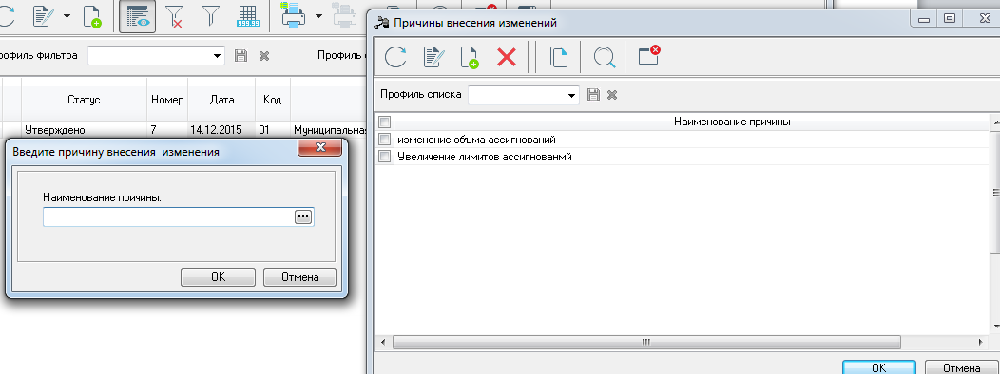 Причины внесения изменений
рофиль фильтра
Профиль
Профиль списка
Статус Номер Дата Код
Наименование причины
Утверждено 7 14.12.2015 01 Муниципальная
изменение объма ассигнований
Увеличение лимитов ассигнованмй
Введите причину внесения изменения
Наименование причины:
OK Отмена
OK Отмена